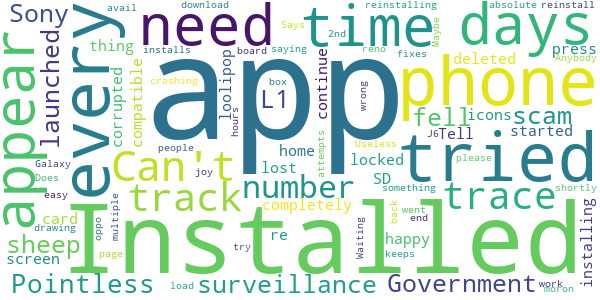 Sony
need
time
days
avail
download
Says
reinstalling
absolute
reinstall
thing
every
appear
launched
installs
board
saying
2nd
Maybe
fixes
press
Anybody
go
lollipop
reno
app
phone
deleted
crashing
box
continue
wrong
corrupted
compatible
L1
hours
fell
icons
scam
J6
Tell
started
people
home
attempts
Useless
locked
tried
Can't
lost
SD
please
Galaxy
Does
joy
number
something
shortly
easy
track
trace
card
multiple
Installed
completely
back
went
end
installing
drawing
oppo
sheep
re
Waiting
happy
screen
page
try
keeps
Pointless
load
surveillance
Government
work
moron